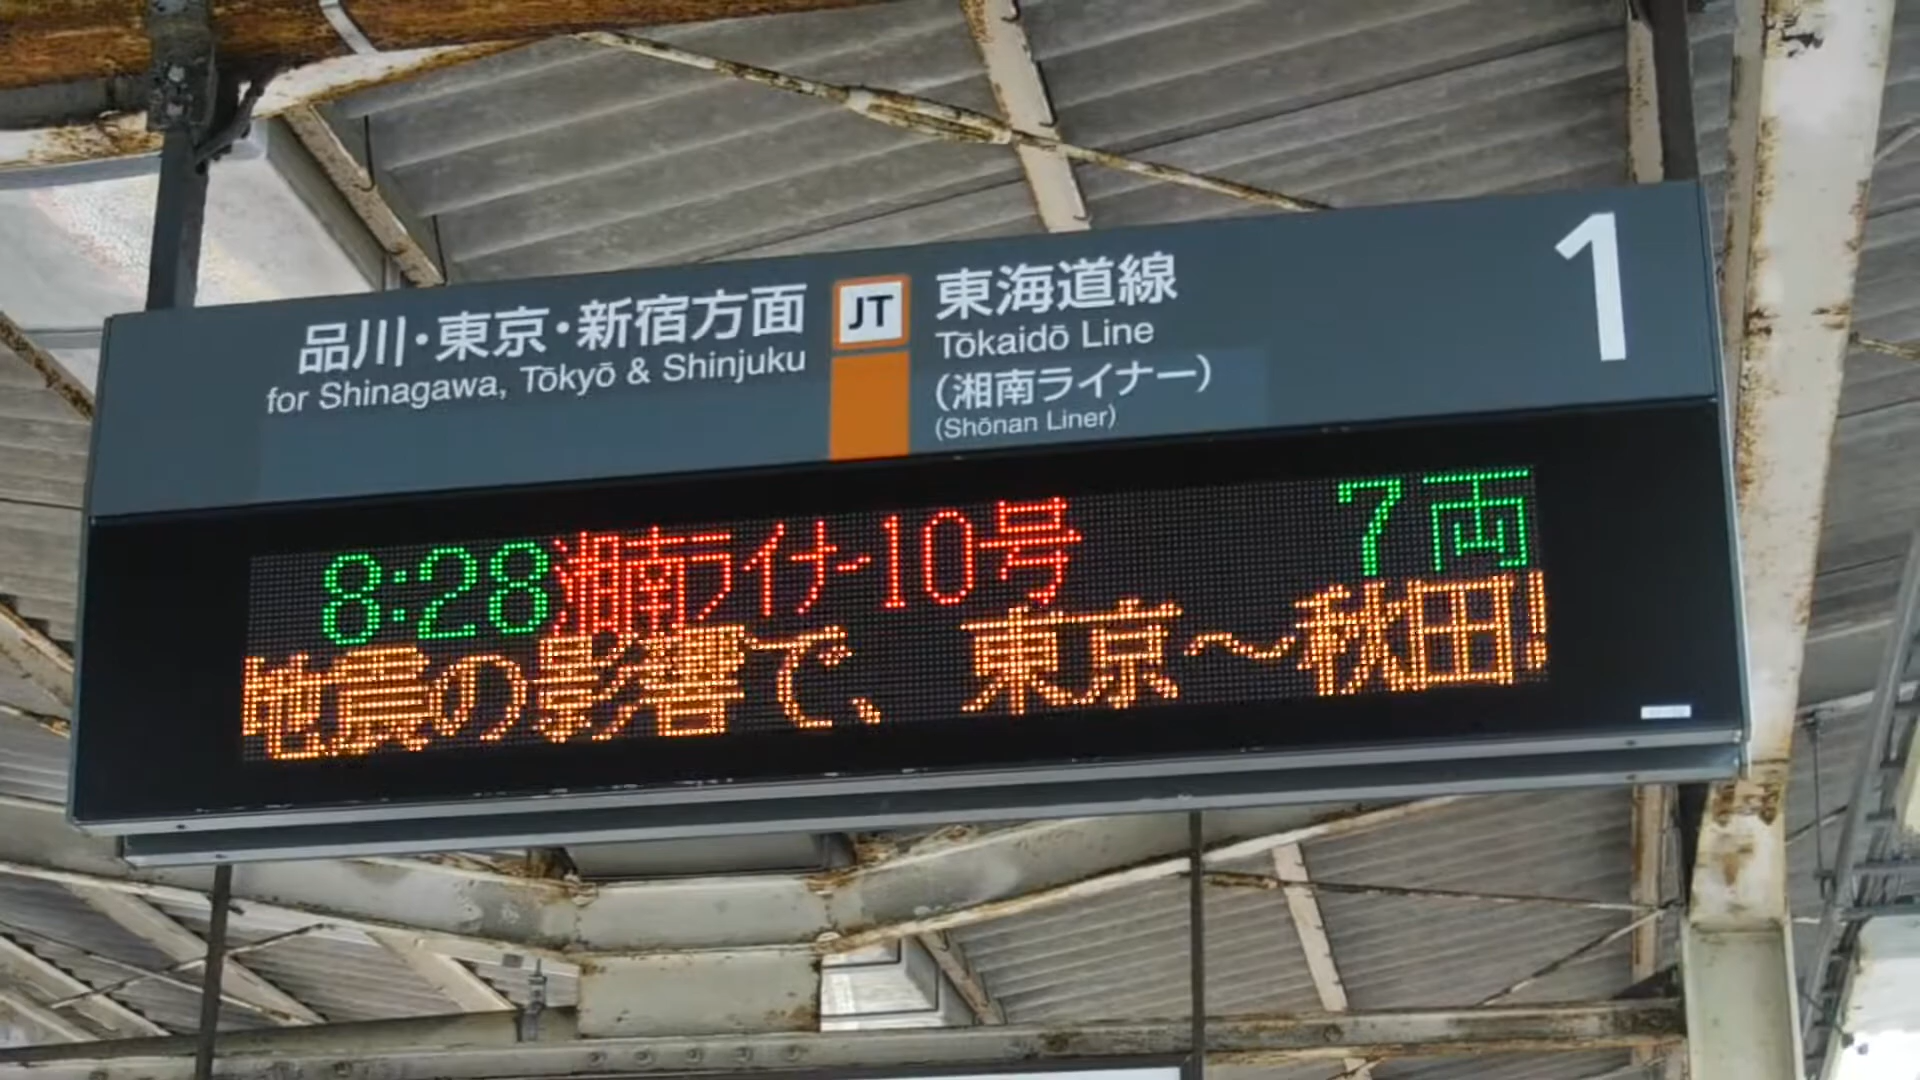 品川・東京・新宿方面
for Shinagawa, Tōkyō & Shinjuku
JT
東海道線
Tōkaidō Line
(湘南ライナー)
(Shōnan Liner)
1
8:28 湘南ライナー10号 7両
地震の影響で、東京～秋田